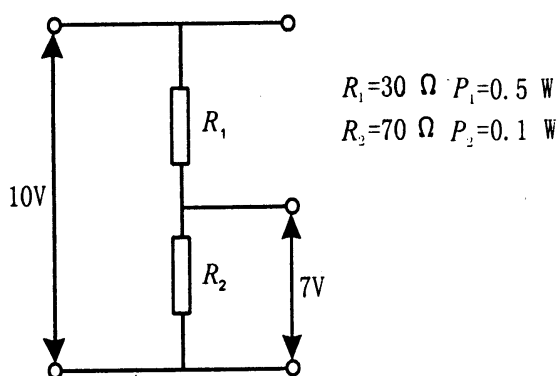 R₁=30 Ω P₁=0.5 W
R₂=70 Ω P₂=0.1 W
R₁
10V
R₂
7V